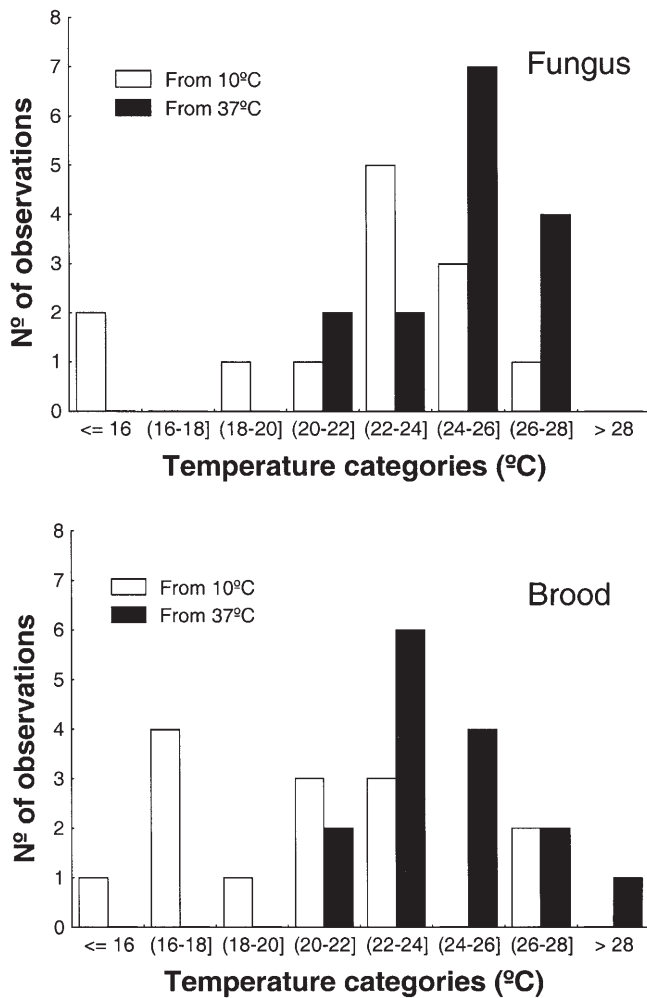 8
Fungus
From 10ºC
7
From 37ºC
6
5
4
3
2
1
0
Nº of observations
<= 16 (16-18] (18-20] (20-22] (22-24] (24-26] (26-28] > 28
Temperature categories (ºC)
8
7
From 10ºC
Brood
From 37ºC
6
5
4
3
2
1
0
Nº of observations
<= 16 (16-18] (18-20] (20-22] (22-24] (24-26] (26-28] > 28
Temperature categories (ºC)